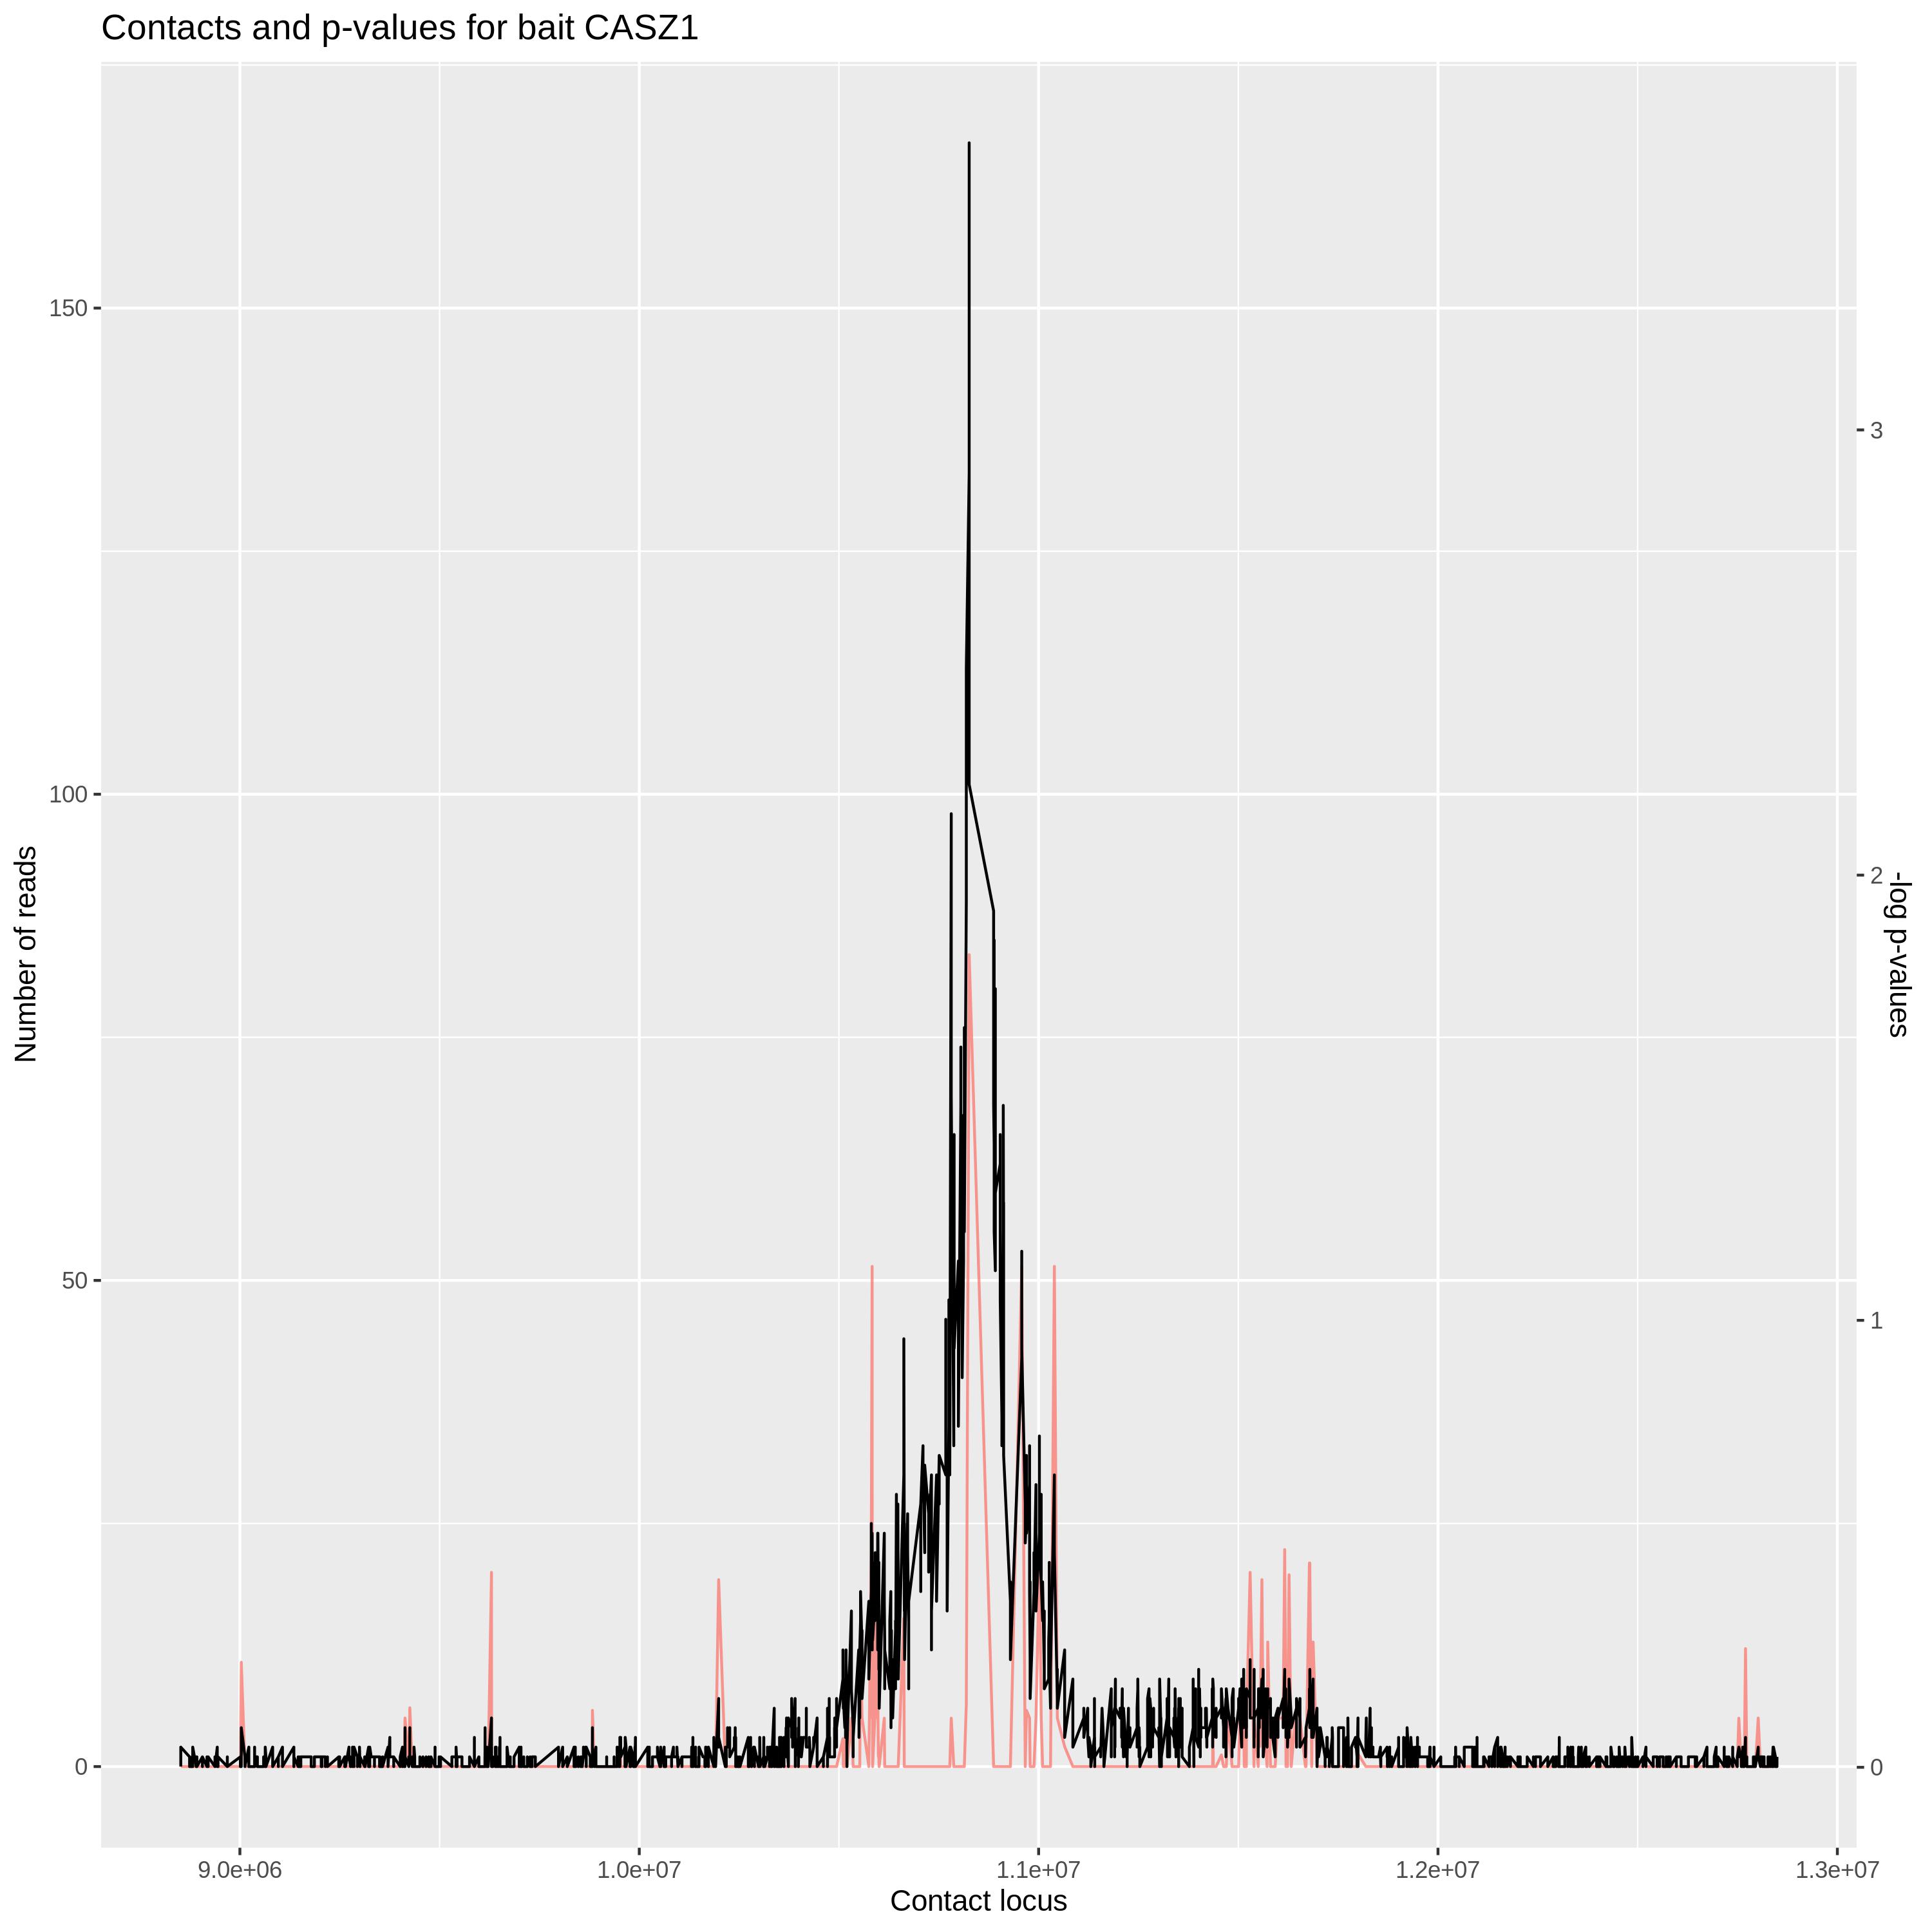 Contacts and p-values for bait CASZ1
150
100
50
0
Number of reads
3
2
1
0
-log p-values
9.0e+06
1.0e+07
1.1e+07
1.2e+07
1.3e+07
Contact locus